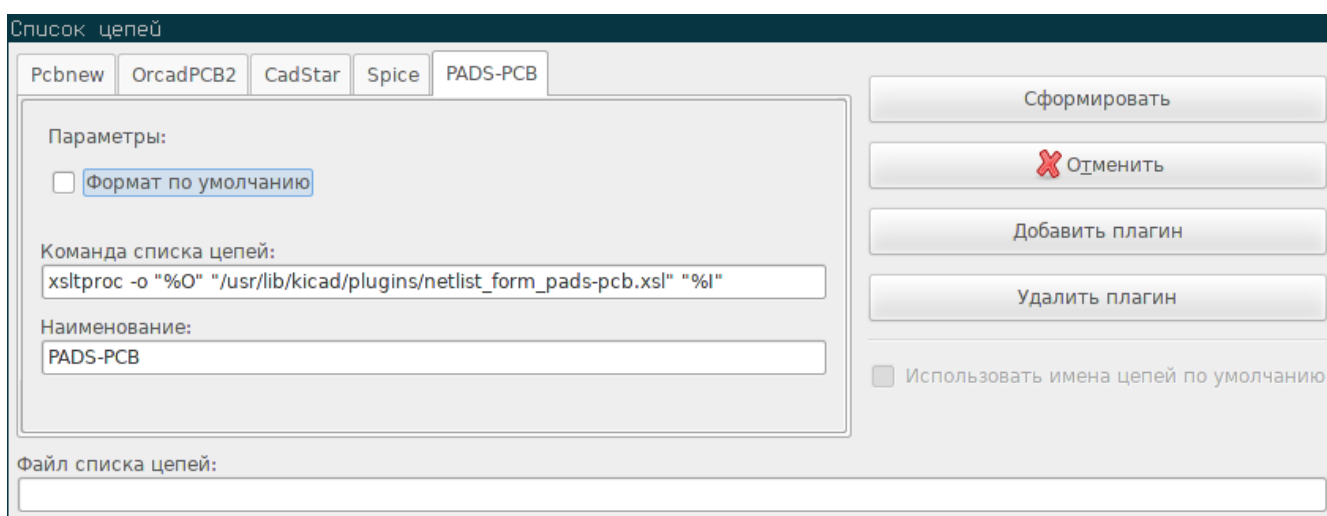 Список цепей
Pcbnew OrcadPCB2 CadStar Spice PADS-PCB
Параметры:
Формат по умолчанию
Команда списка цепей:
xsltproc -o "%O" "/usr/lib/kicad/plugins/netlist_form_pads-pcb.xsl" "%I"
Наименование:
PADS-PCB
Сформировать
Отменить
Добавить плагин
Удалить плагин
Использовать имена цепей по умолчанию
Файл списка цепей: